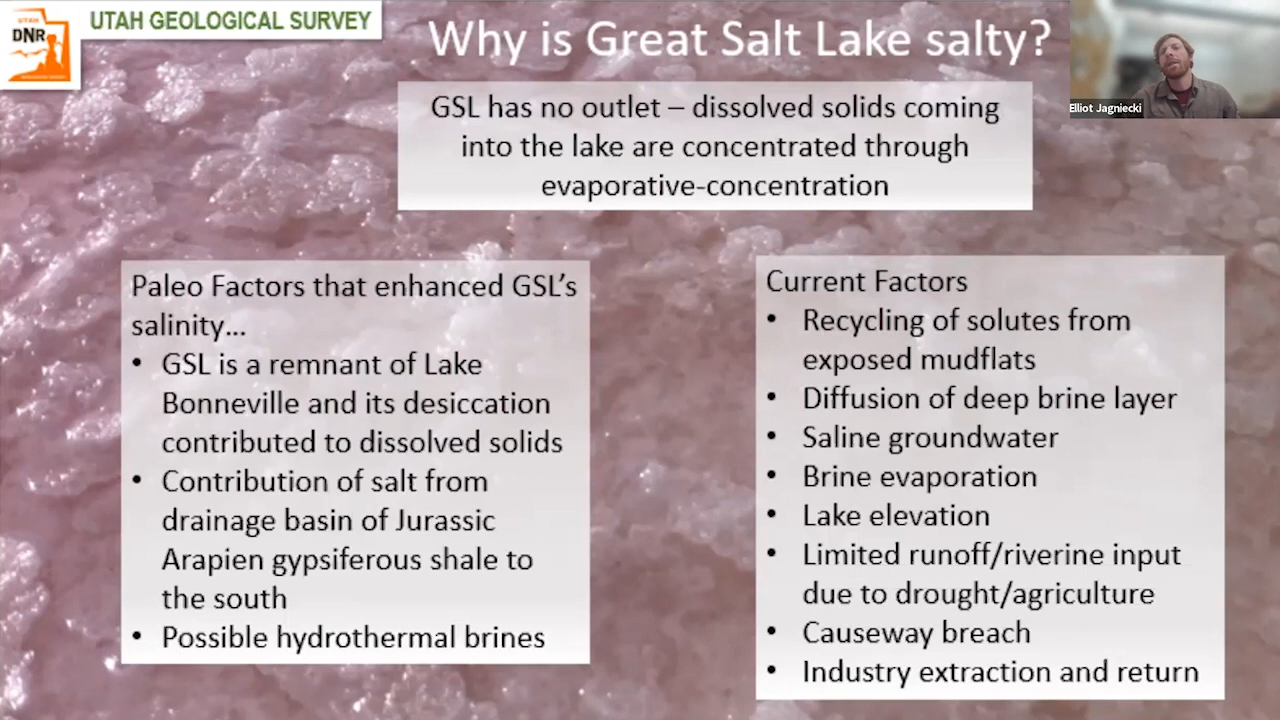 UTAH
DNR
UTAH GEOLOGICAL SURVEY
Why is Great Salt Lake salty?
Elliot Jagniecki
GSL has no outlet – dissolved solids coming
into the lake are concentrated through
evaporative-concentration
Paleo Factors that enhanced GSL’s
salinity…
• GSL is a remnant of Lake
Bonneville and its desiccation
contributed to dissolved solids
• Contribution of salt from
drainage basin of Jurassic
Arapien gypsiferous shale to
the south
• Possible hydrothermal brines
Current Factors
• Recycling of solutes from
exposed mudflats
• Diffusion of deep brine layer
• Saline groundwater
• Brine evaporation
• Lake elevation
• Limited runoff/riverine input
due to drought/agriculture
• Causeway breach
• Industry extraction and return